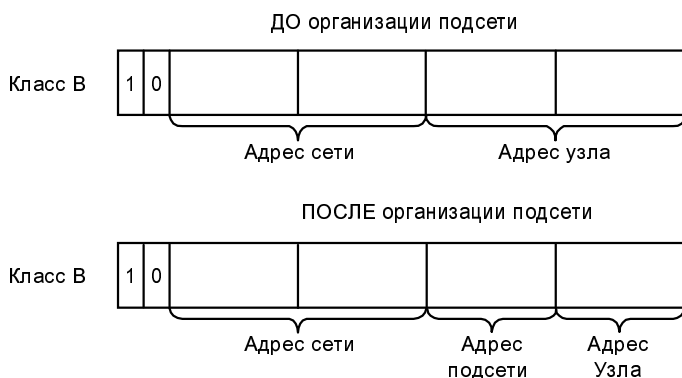 ДО организации подсети
Класс B 1 0
Адрес сети Адрес узла
ПОСЛЕ организации подсети
Класс B 1 0
Адрес сети Адрес подсети Адрес Узла